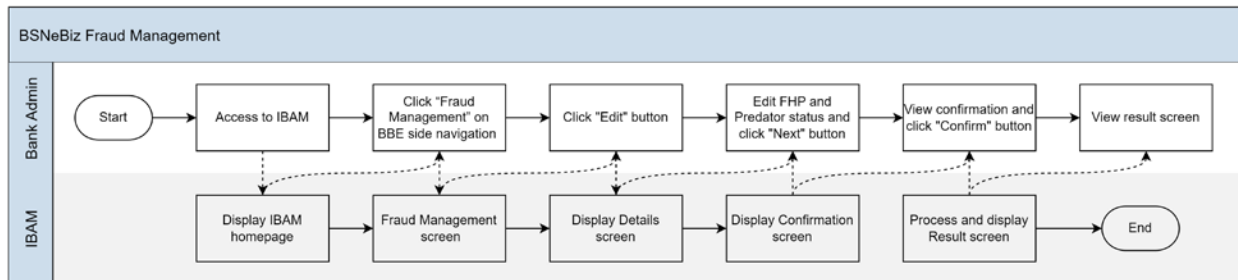 BSNeBiz Fraud Management
Bank Admin
Start
Access to IBAM
Click “Fraud
Management” on
BBE side navigation
Click "Edit" button
Edit FHP and
Predator status and
click "Next" button
View confirmation and
click "Confirm" button
View result screen
IBAM
Display IBAM
homepage
Fraud Management
screen
Display Details
screen
Display Confirmation
screen
Process and display
Result screen
End